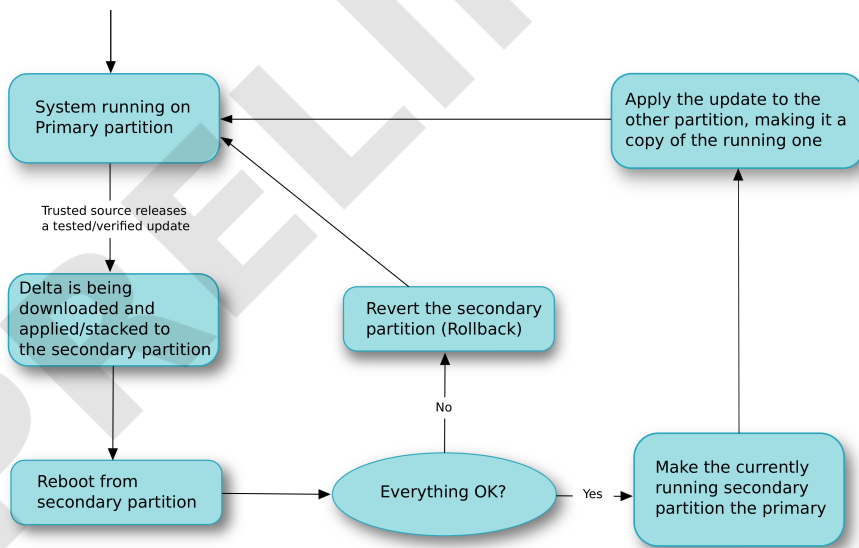 System running on
Primary partition
Trusted source releases
a tested/verified update
Delta is being
downloaded and
applied/stacked to
the secondary partition
Reboot from
secondary partition
Everything OK?
No
Revert the secondary
partition (Rollback)
Yes
Make the currently
running secondary
partition the primary
Apply the update to the
other partition, making it a
copy of the running one
PRELI